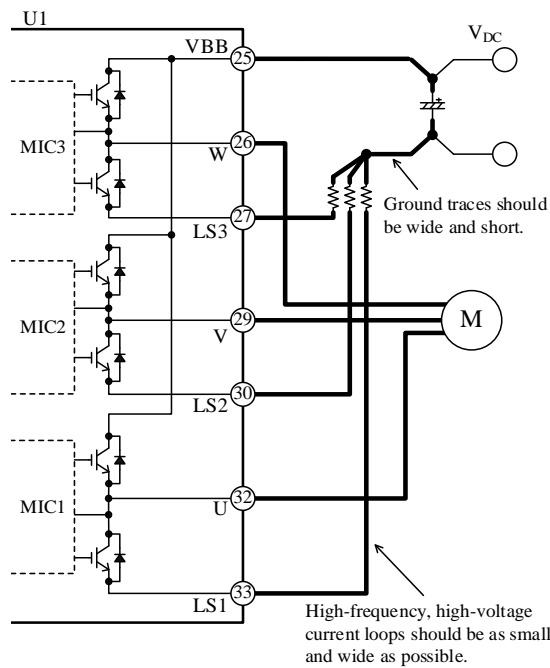 U1
VBB
25
V_DC
MIC3
W
26
LS3
27
Ground traces should
be wide and short.
MIC2
V
29
M
LS2
30
MIC1
U
32
LS1
33
High-frequency, high-voltage
current loops should be as small
and wide as possible.